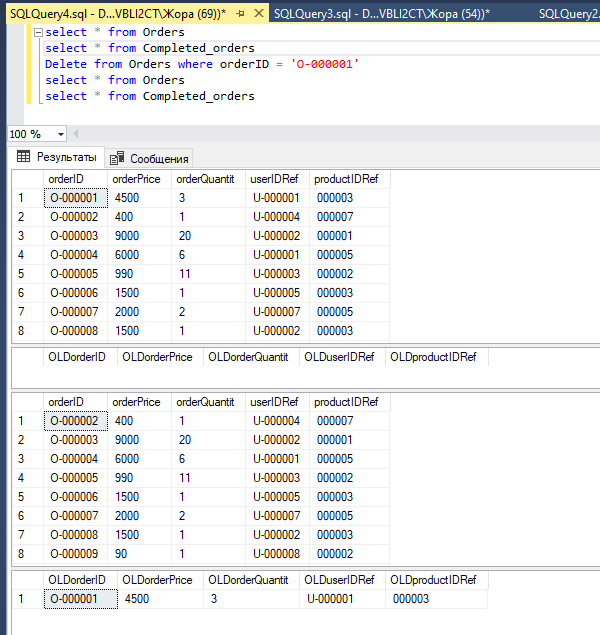 SQLQuery4.sql - D...VBLI2CT\Жора (69))* SQLQuery3.sql - D...VBLI2CT\Жора (54))* SQLQuery2.
select * from Orders
select * from Completed_orders
Delete from Orders where orderID = 'O-000001'
select * from Orders
select * from Completed_orders
100 %
Результаты Сообщения
orderID orderPrice orderQuantit userIDRef productIDRef
1 O-000001 4500 3 U-000001 000003
2 O-000002 400 1 U-000004 000007
3 O-000003 9000 20 U-000002 000001
4 O-000004 6000 6 U-000001 000005
5 O-000005 990 11 U-000003 000002
6 O-000006 1500 1 U-000005 000003
7 O-000007 2000 2 U-000007 000005
8 O-000008 1500 1 U-000002 000003
OLDorderID OLDorderPrice OLDorderQuantit OLDuserIDRef OLDproductIDRef
orderID orderPrice orderQuantit userIDRef productIDRef
1 O-000002 400 1 U-000004 000007
2 O-000003 9000 20 U-000002 000001
3 O-000004 6000 6 U-000001 000005
4 O-000005 990 11 U-000003 000002
5 O-000006 1500 1 U-000005 000003
6 O-000007 2000 2 U-000007 000005
7 O-000008 1500 1 U-000002 000003
8 O-000009 90 1 U-000008 000002
OLDorderID OLDorderPrice OLDorderQuantit OLDuserIDRef OLDproductIDRef
1 O-000001 4500 3 U-000001 000003